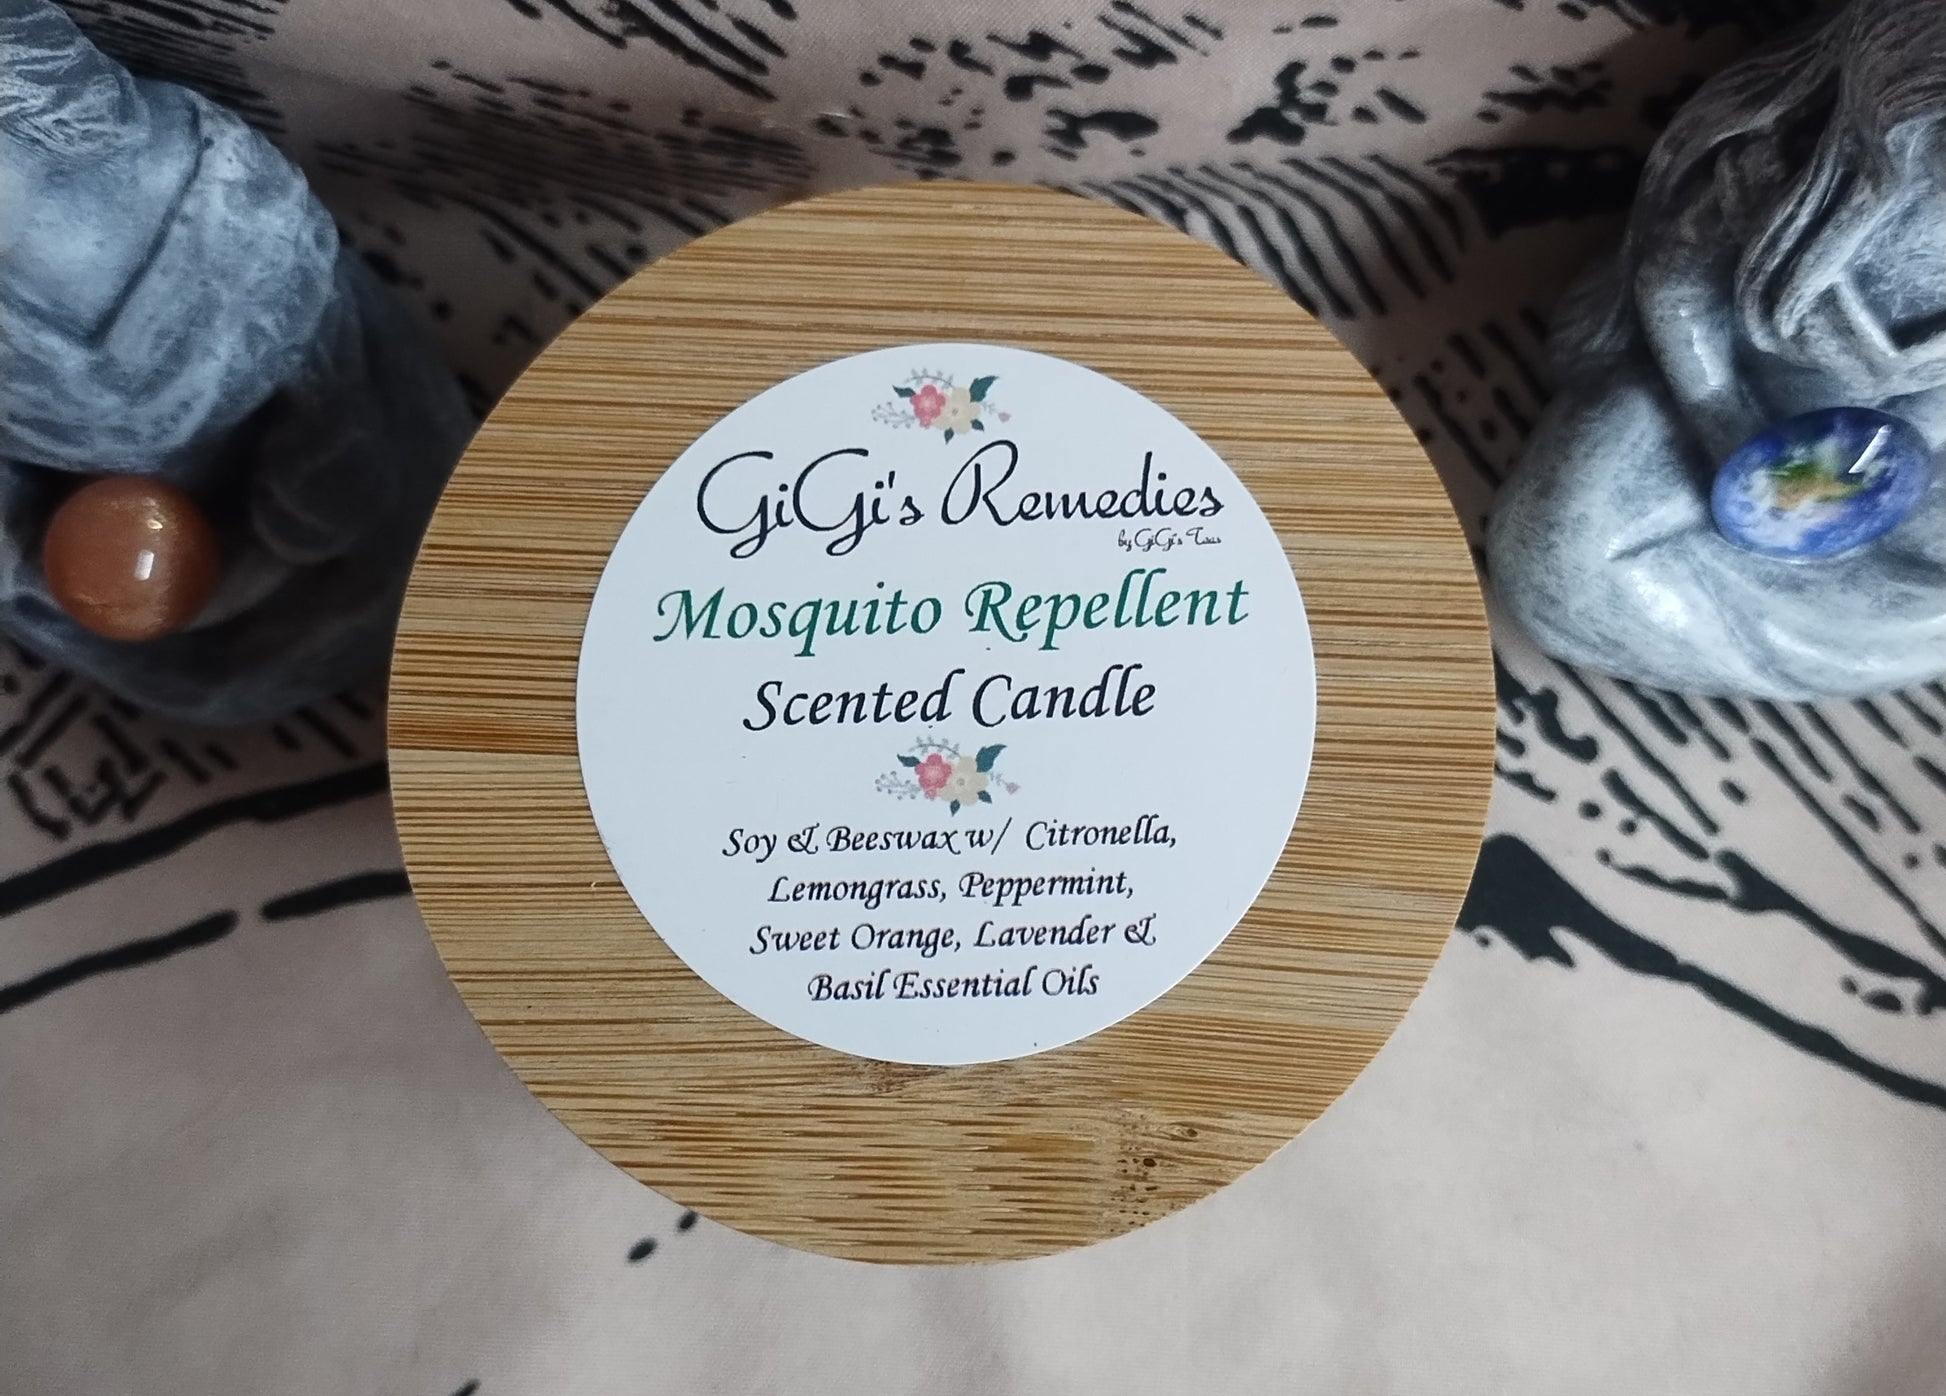 GiGi's Remedies
by GiGi's Teas
Mosquito Repellent
Scented Candle
Soy & Beeswax w/ Citronella,
Lemongrass, Peppermint,
Sweet Orange, Lavender &
Basil Essential Oils